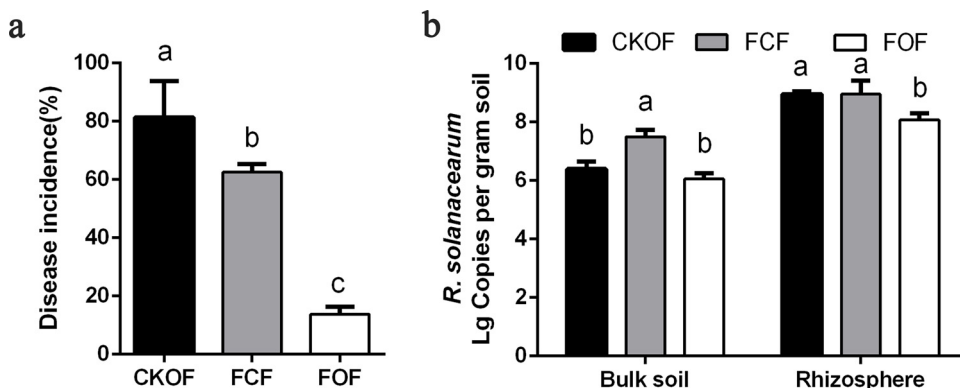 a
Disease incidence(%)
100
80
60
40
20
0
a
b
c
CKOF
FCF
FOF
b
CKOF
FCF
FOF
R. solanacearum
Lg Copies per gram soil
10
8
6
4
2
0
b
a
b
a
a
b
Bulk soil
Rhizosphere